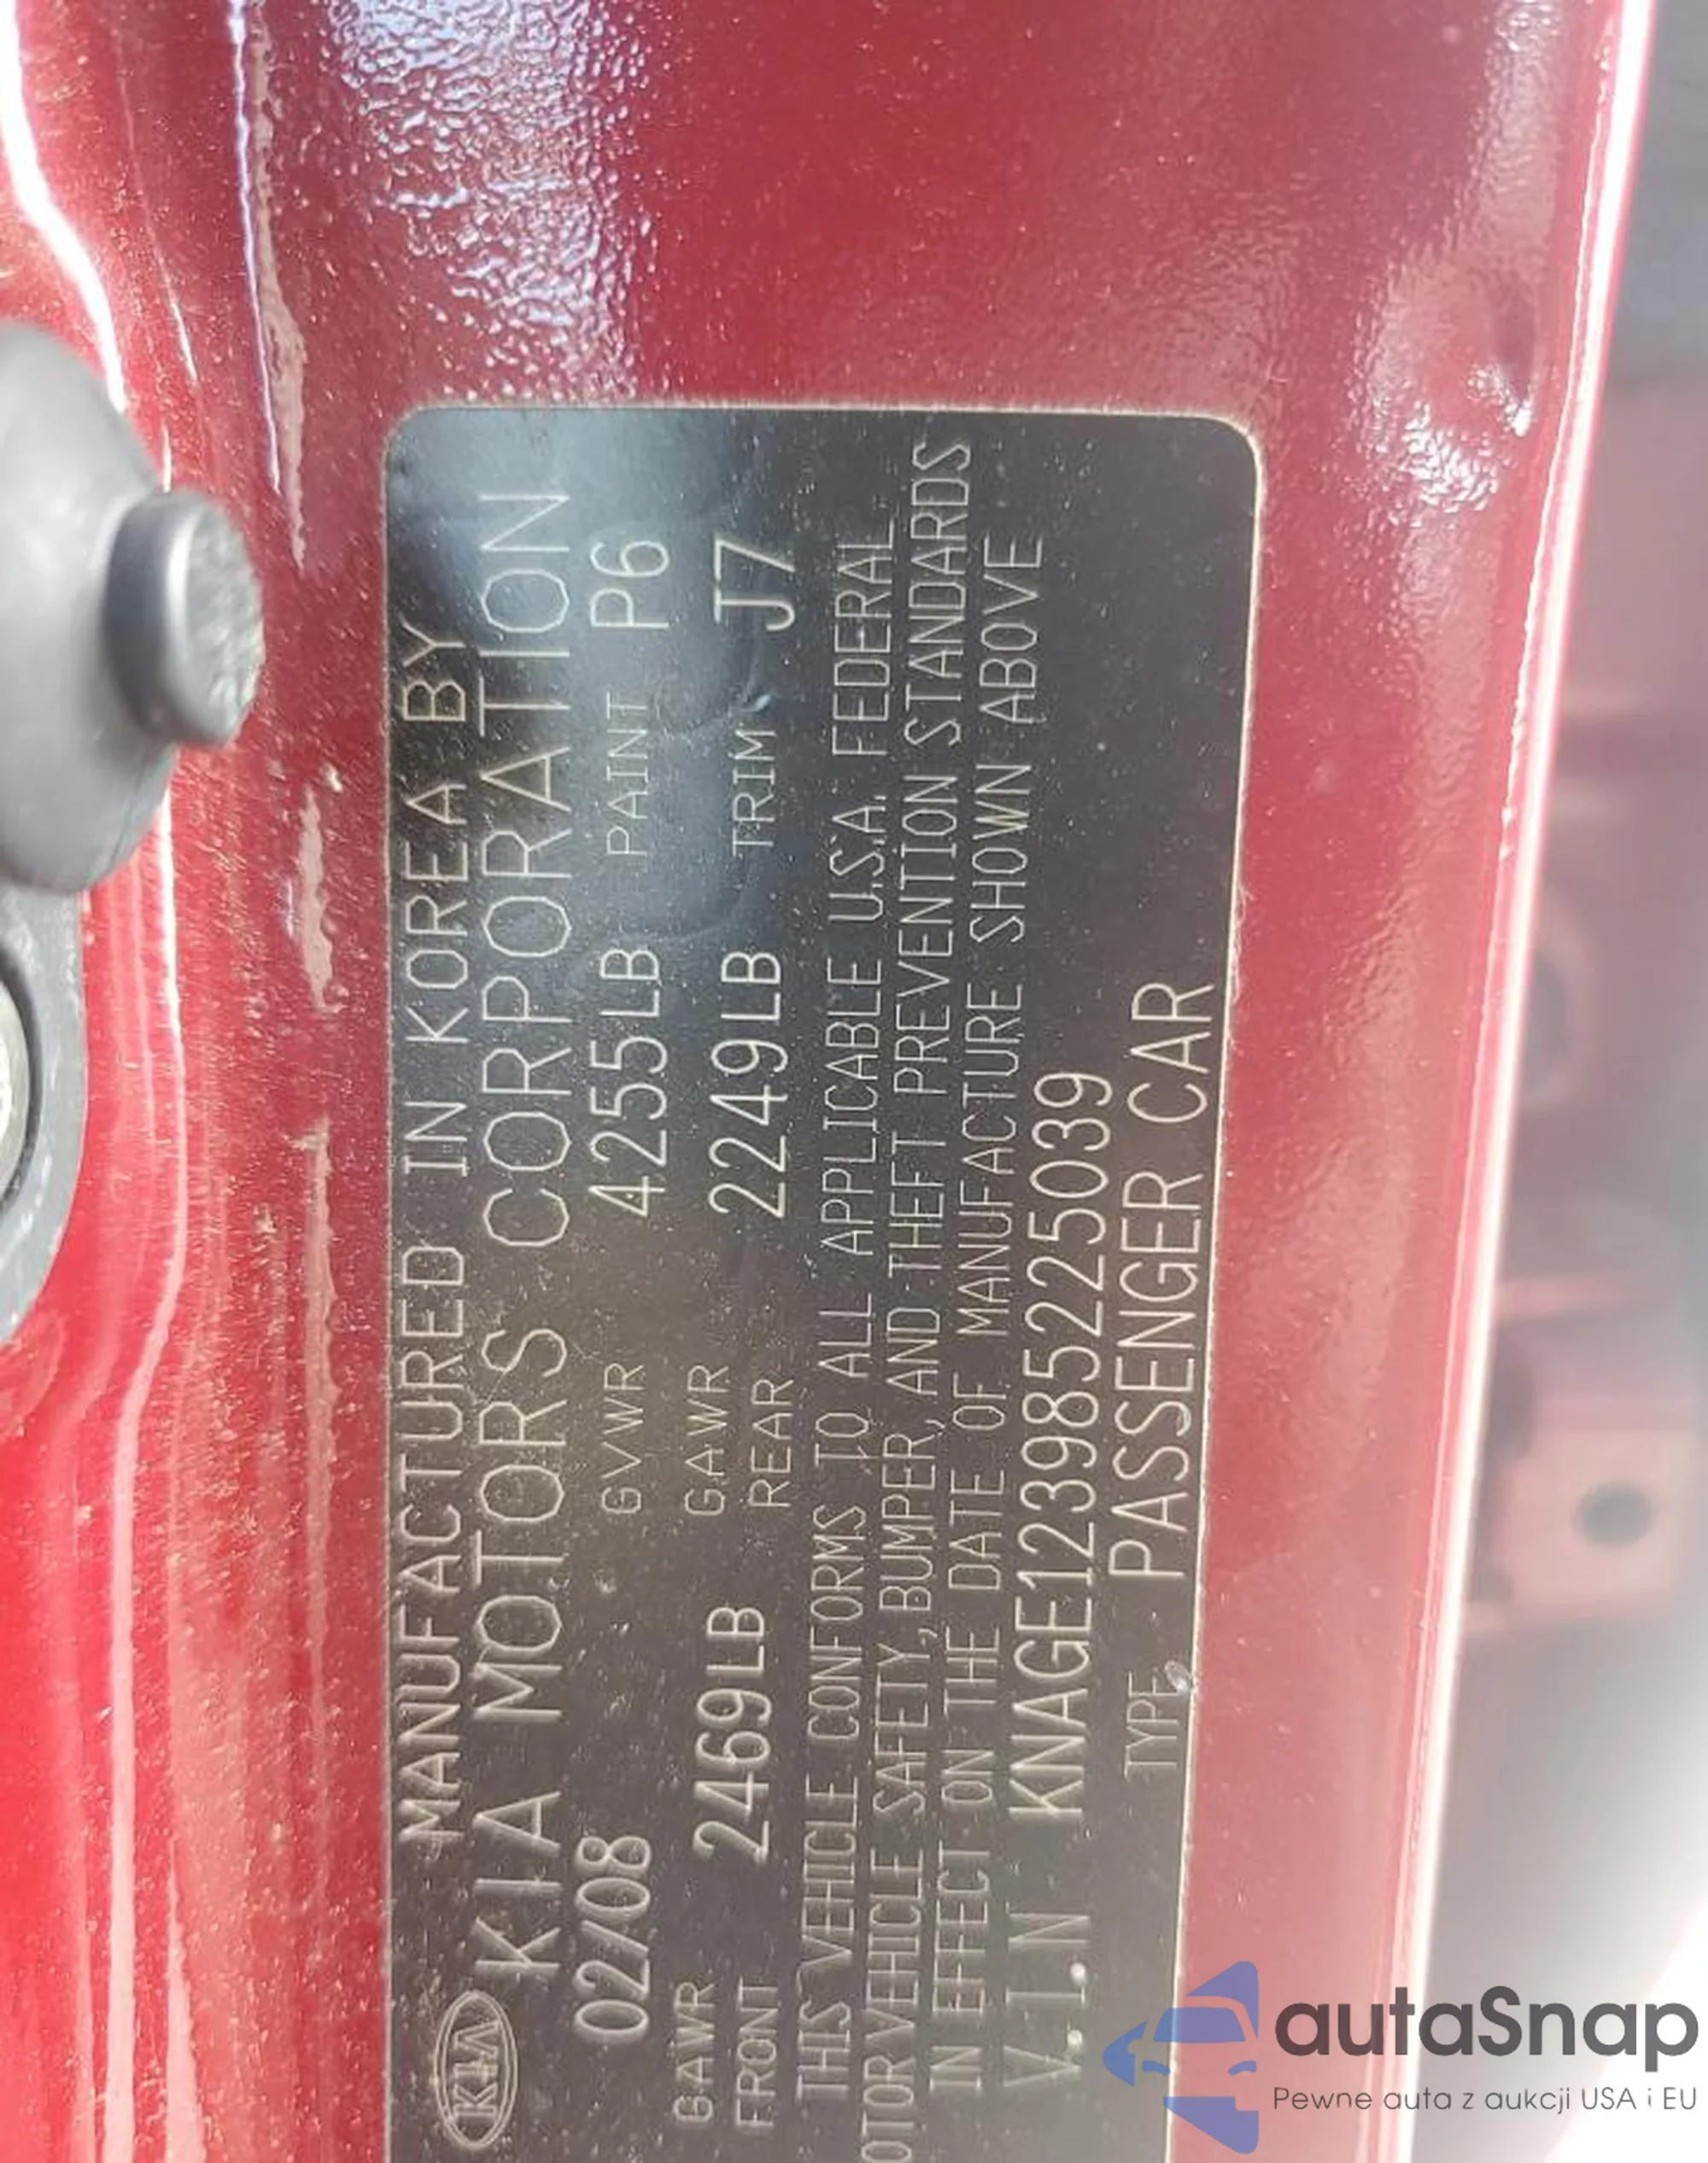 MANUFACTURED IN KOREA BY
KIA KIA MOTORS CORPORATION
02/08 GVWR 4255LB PAINT P6
GAWR FRONT 2469LB GAWR REAR 2249LB TRIM J7
THIS VEHICLE CONFORMS TO ALL APPLICABLE U.S.A. FEDERAL
MOTOR VEHICLE SAFETY, BUMPER, AND THEFT PREVENTION STANDARDS
IN EFFECT ON THE DATE OF MANUFACTURE SHOWN ABOVE
V.I.N KNAGE123985225039
TYPE PASSENGER CAR
autaSnap
Pewne auta z aukcji USA i EU